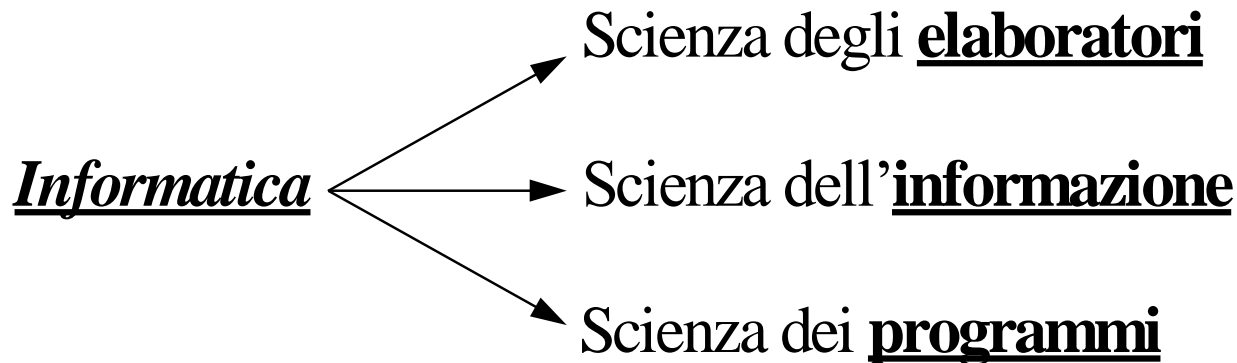 Scienza degli elaboratori
Informatica
Scienza dell’informazione
Scienza dei programmi